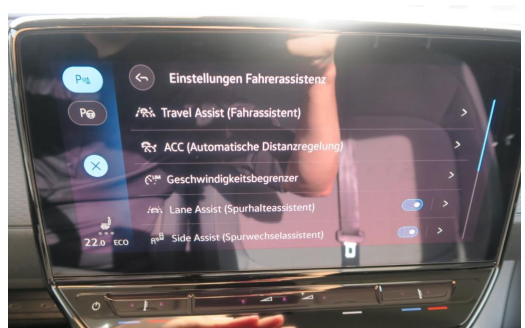 Einstellungen Fahrerassistenz
Travel Assist (Fahrassistent)
ACC (Automatische Distanzregelung)
Geschwindigkeitsbegrenzer
Lane Assist (Spurhalteassistent)
Side Assist (Spurwechselassistent)
22.0 ECO